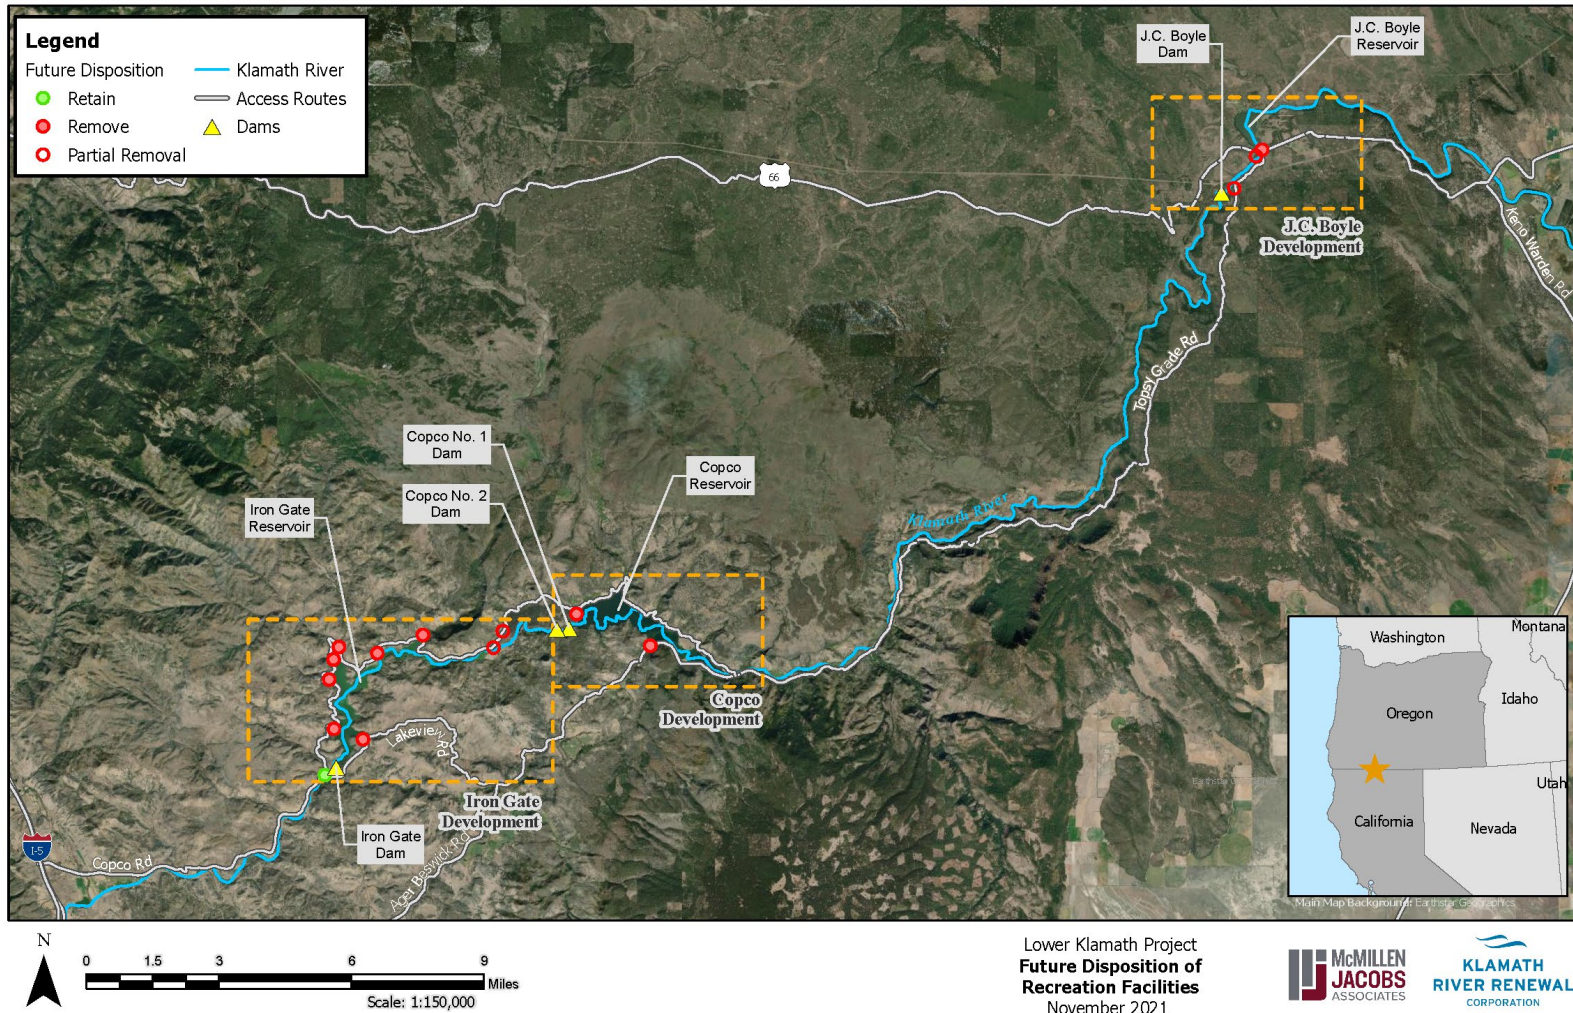 Legend
Future Disposition
Retain
Remove
Partial Removal
Klamath River
Access Routes
Dams
J.C. Boyle
Dam
J.C. Boyle
Reservoir
66
J.C. Boyle
Development
Keno Warden Rd
Topsy Grade Rd
Copco No. 1
Dam
Copco No. 2
Dam
Copco
Reservoir
Iron Gate
Reservoir
Klamath River
Copco
Development
Lakeview Rd
Iron Gate
Development
Iron Gate
Dam
I-5
Copco Rd
Ager Beswick Rd
Washington
Montana
Oregon
Idaho
Utah
California
Nevada
Main Map Background: Earthstar Geographics
N
0 1.5 3 6 9
Miles
Scale: 1:150,000
Lower Klamath Project
Future Disposition of
Recreation Facilities
November 2021
McMILLEN
JACOBS
ASSOCIATES
KLAMATH
RIVER RENEWAL
CORPORATION